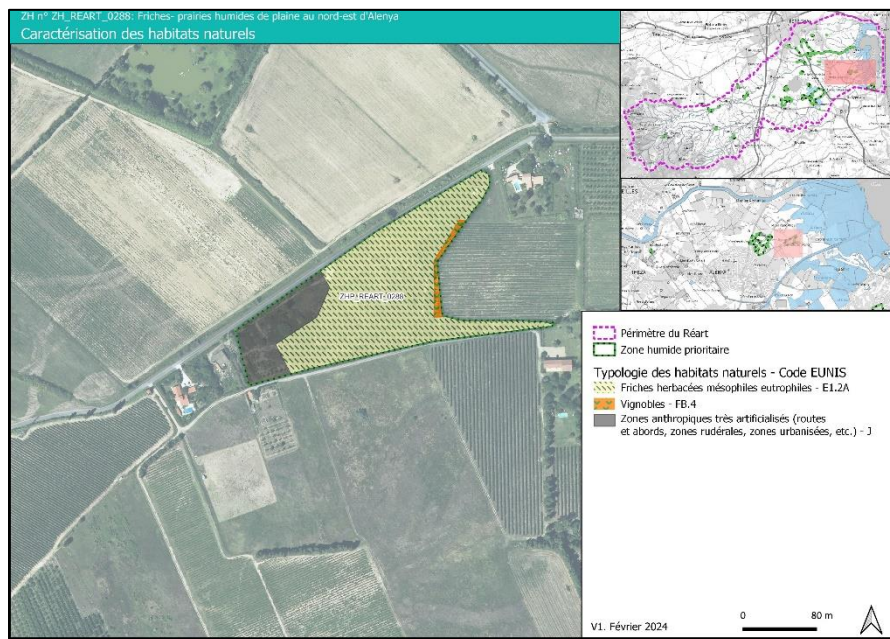 ZH n° ZH_REART_0288: Friches- prairies humides de plaine au nord-est d'Alenya
Caractérisation des habitats naturels
ZHP_REART_0288
Périmètre du Réart
Zone humide prioritaire
Typologie des habitats naturels - Code EUNIS
Friches herbacées mésophiles eutrophiles - E1.2A
Vignobles - FB.4
Zones anthropiques très artificialisés (routes
et abords, zones rudérales, zones urbanisées, etc.) - J
V1. Février 2024
0 80 m